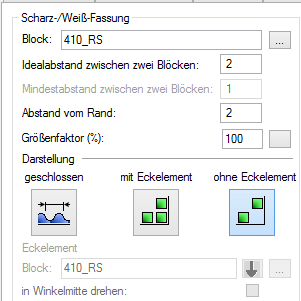 Scharz-/Weiß-Fassung
Block: 410_RS ...
Idealabstand zwischen zwei Blöcken: 2
Mindestabstand zwischen zwei Blöcken: 1
Abstand vom Rand: 2
Größenfaktor (%): 100
Darstellung
geschlossen mit Eckelement ohne Eckelement
Eckelement
Block: 410_RS ...
in Winkelmitte drehen: